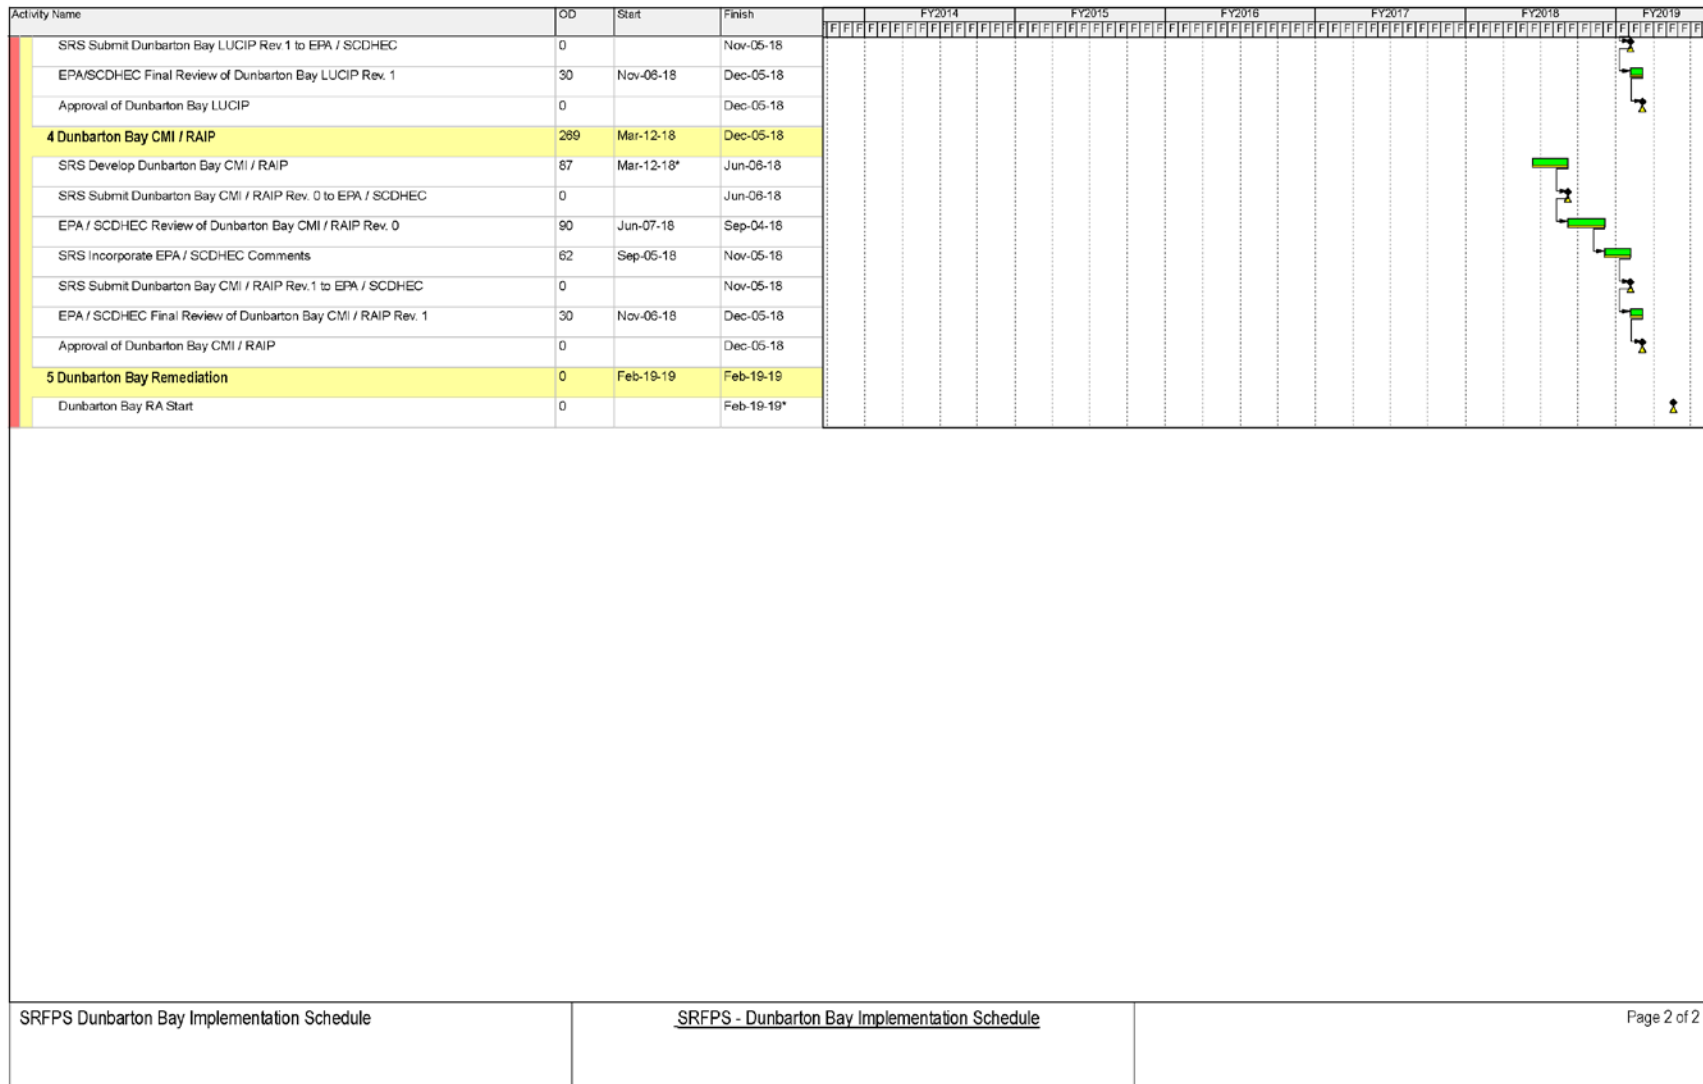 Activity Name OD Start Finish FY2014 FY2015 FY2016 FY2017 FY2018 FY2019
F F F F F F F F F F F F F F F F F F F F F F F F F F F F F F F F F F F F F F F F F F F F F F F F F F F F F F F F F F F F F F F F F F F F F F
SRS Submit Dunbarton Bay LUCIP Rev.1 to EPA / SCDHEC 0 Nov-05-18
EPA/SCDHEC Final Review of Dunbarton Bay LUCIP Rev. 1 30 Nov-06-18 Dec-05-18
Approval of Dunbarton Bay LUCIP 0 Dec-05-18
4 Dunbarton Bay CMI / RAIP 269 Mar-12-18 Dec-05-18
SRS Develop Dunbarton Bay CMI / RAIP 87 Mar-12-18* Jun-06-18
SRS Submit Dunbarton Bay CMI / RAIP Rev. 0 to EPA / SCDHEC 0 Jun-06-18
EPA / SCDHEC Review of Dunbarton Bay CMI / RAIP Rev. 0 90 Jun-07-18 Sep-04-18
SRS Incorporate EPA / SCDHEC Comments 62 Sep-05-18 Nov-05-18
SRS Submit Dunbarton Bay CMI / RAIP Rev.1 to EPA / SCDHEC 0 Nov-05-18
EPA / SCDHEC Final Review of Dunbarton Bay CMI / RAIP Rev. 1 30 Nov-06-18 Dec-05-18
Approval of Dunbarton Bay CMI / RAIP 0 Dec-05-18
5 Dunbarton Bay Remediation 0 Feb-19-19 Feb-19-19
Dunbarton Bay RA Start 0 Feb-19-19*
SRFPS Dunbarton Bay Implementation Schedule SRFPS - Dunbarton Bay Implementation Schedule Page 2 of 2